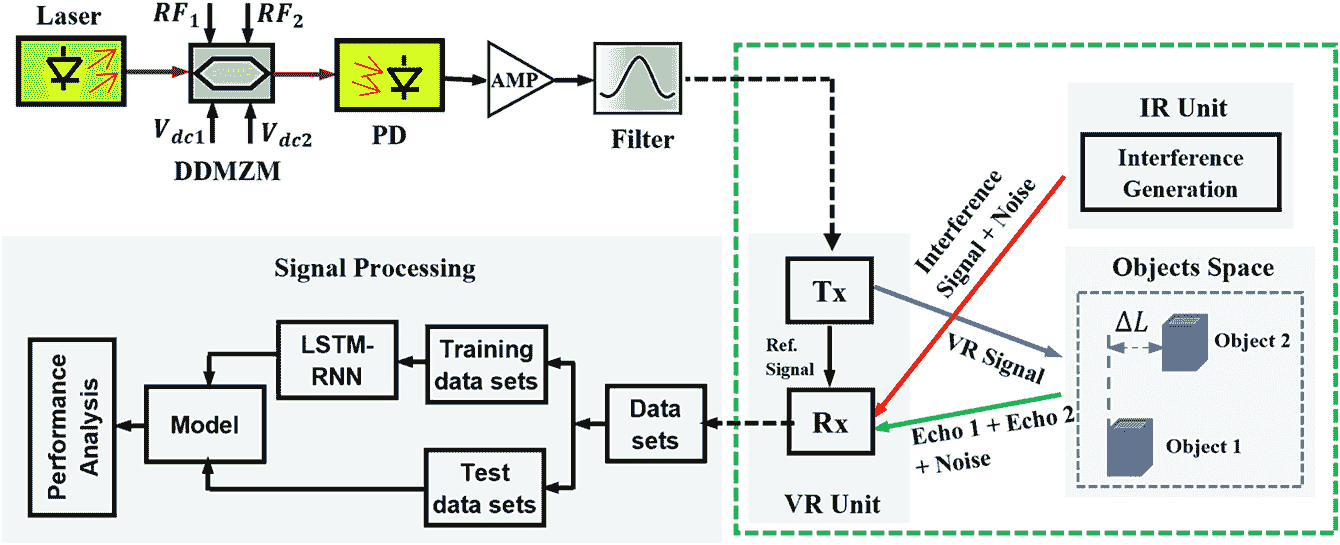 Laser
RF1
RF2
Vdc1
Vdc2
DDMZM
PD
AMP
Filter
IR Unit
Interference
Generation
Interference
Signal + Noise
Objects Space
ΔL
Object 2
Object 1
Tx
VR Signal
Ref.
Signal
Rx
Echo 1 + Echo 2
+ Noise
VR Unit
Signal Processing
Performance
Analysis
Model
LSTM-
RNN
Training
data sets
Test
data sets
Data
sets